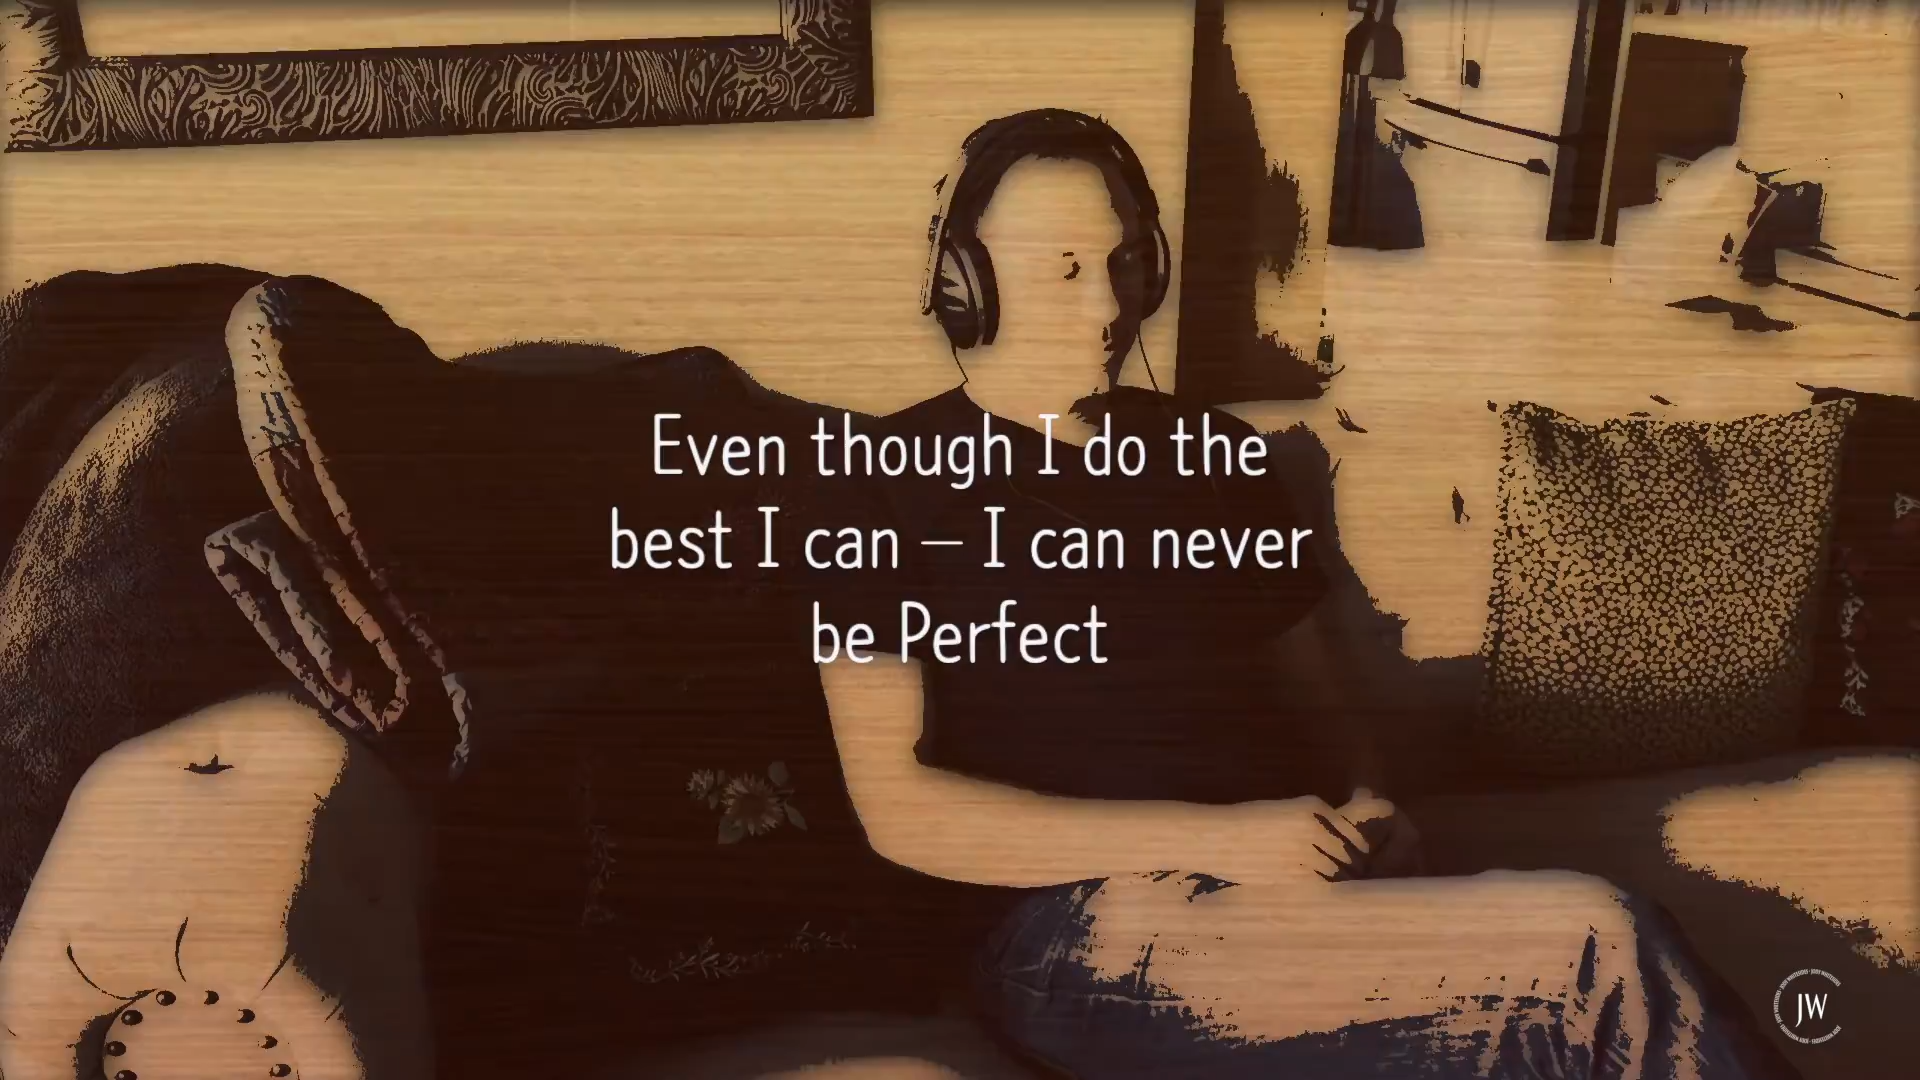 Even though I do the
best I can – I can never
be Perfect
JW